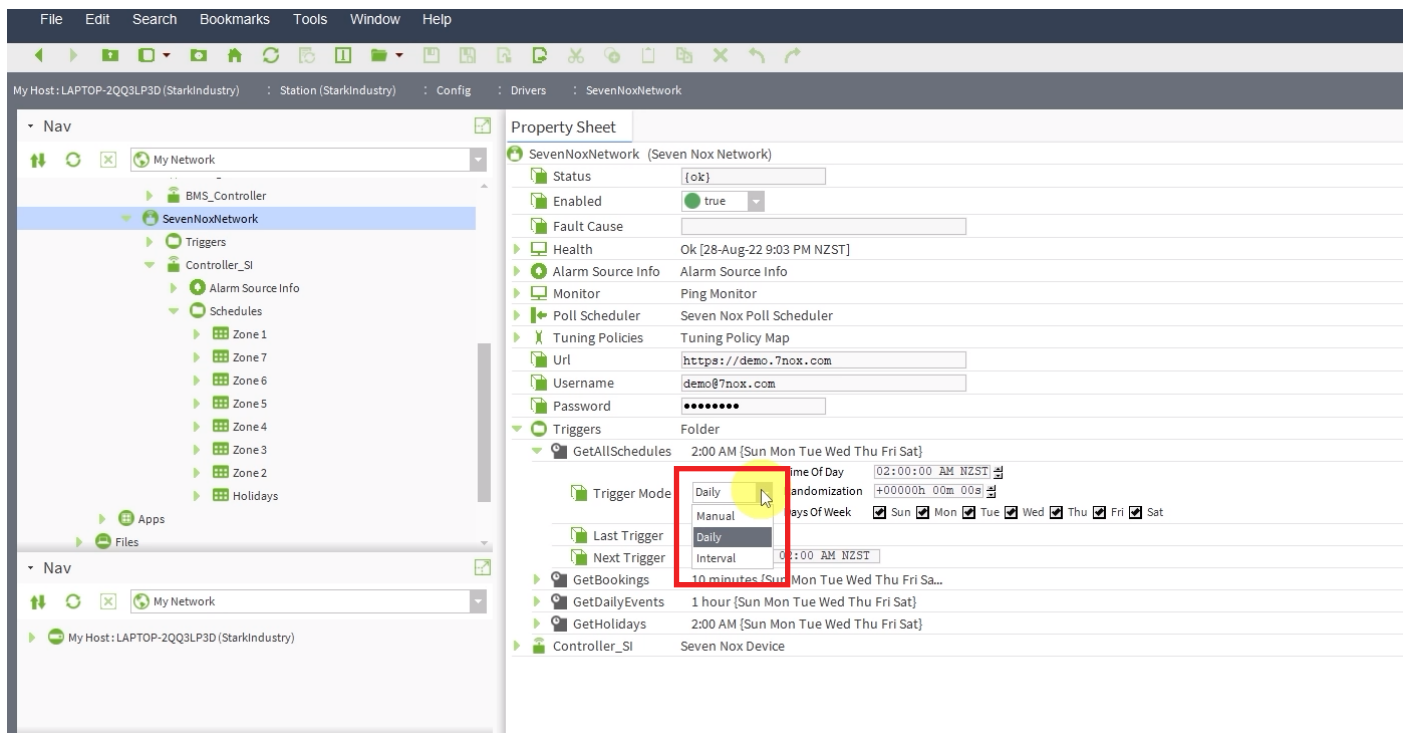 File Edit Search Bookmarks Tools Window Help
My Host : LAPTOP-2QQ3LP3D (StarkIndustry) : Station (StarkIndustry) : Config : Drivers : SevenNoxNetwork
Nav
My Network
BMS_Controller
SevenNoxNetwork
Triggers
Controller_SI
Alarm Source Info
Schedules
Zone 1
Zone 7
Zone 6
Zone 5
Zone 4
Zone 3
Zone 2
Holidays
Apps
Files
Nav
My Network
My Host : LAPTOP-2QQ3LP3D (StarkIndustry)
Property Sheet
SevenNoxNetwork (Seven Nox Network)
Status {ok}
Enabled true
Fault Cause
Health Ok [28-Aug-22 9:03 PM NZST]
Alarm Source Info Alarm Source Info
Monitor Ping Monitor
Poll Scheduler Seven Nox Poll Scheduler
Tuning Policies Tuning Policy Map
Url https://demo.7nox.com
Username demo@7nox.com
Password ••••••••
Triggers Folder
GetAllSchedules 2:00 AM {Sun Mon Tue Wed Thu Fri Sat}
ime Of Day 02:00:00 AM NZST
Trigger Mode Daily andomization +00000h 00m 00s
Manual ays Of Week Sun Mon Tue Wed Thu Fri Sat
Last Trigger Daily
Next Trigger Interval 02:00 AM NZST
GetBookings 10 minutes {Sun Mon Tue Wed Thu Fri Sa...
GetDailyEvents 1 hour {Sun Mon Tue Wed Thu Fri Sat}
GetHolidays 2:00 AM {Sun Mon Tue Wed Thu Fri Sat}
Controller_SI Seven Nox Device